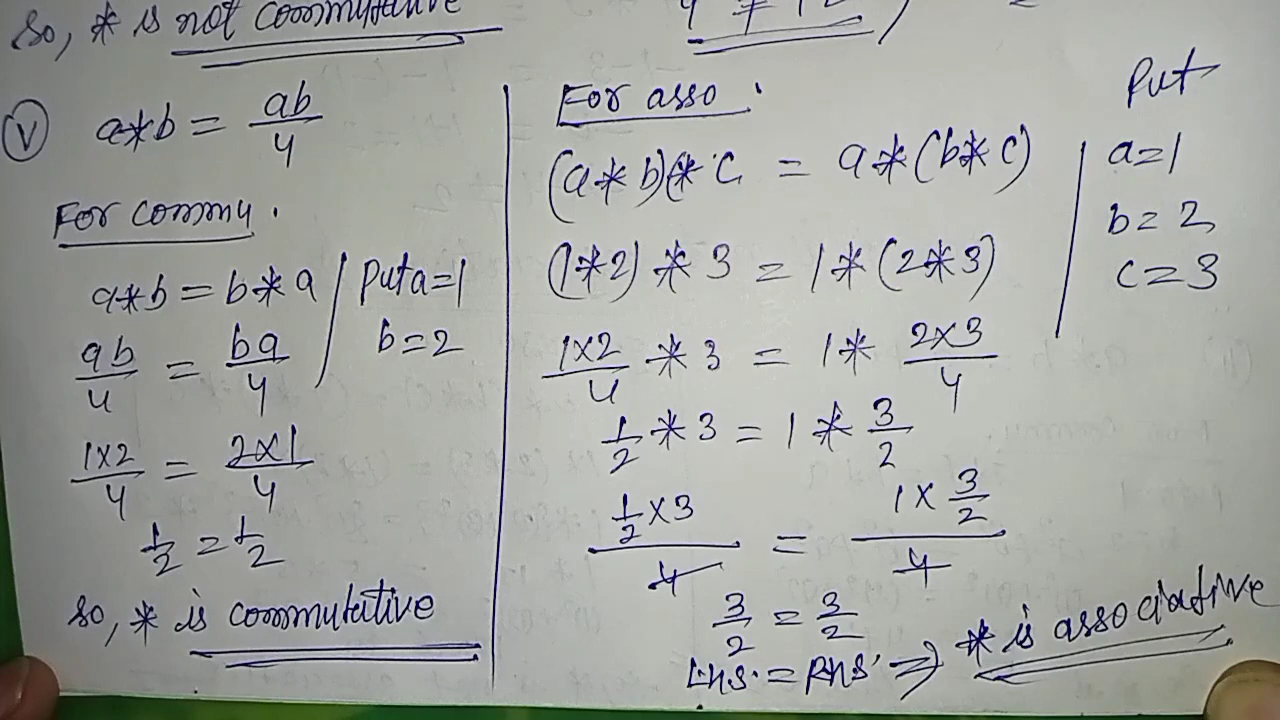 So, * is not commutative
4 ≠ 12
(V) a*b = ab/4
For commu.
a*b = b*a / Put a=1
b=2
ab/4 = ba/4
1×2/4 = 2×1/4
1/2 = 1/2
So, * is commutative
For asso.
(a*b)*c = a*(b*c)
(1*2)*3 = 1*(2*3)
1×2/4 * 3 = 1* 2×3/4
1/2 * 3 = 1 * 3/2
1/2 ×3/4 = 1 × 3/2/4
3/2 = 3/2
L.h.s. = Rhs ⇒ * is associative
Put
a=1
b=2
c=3